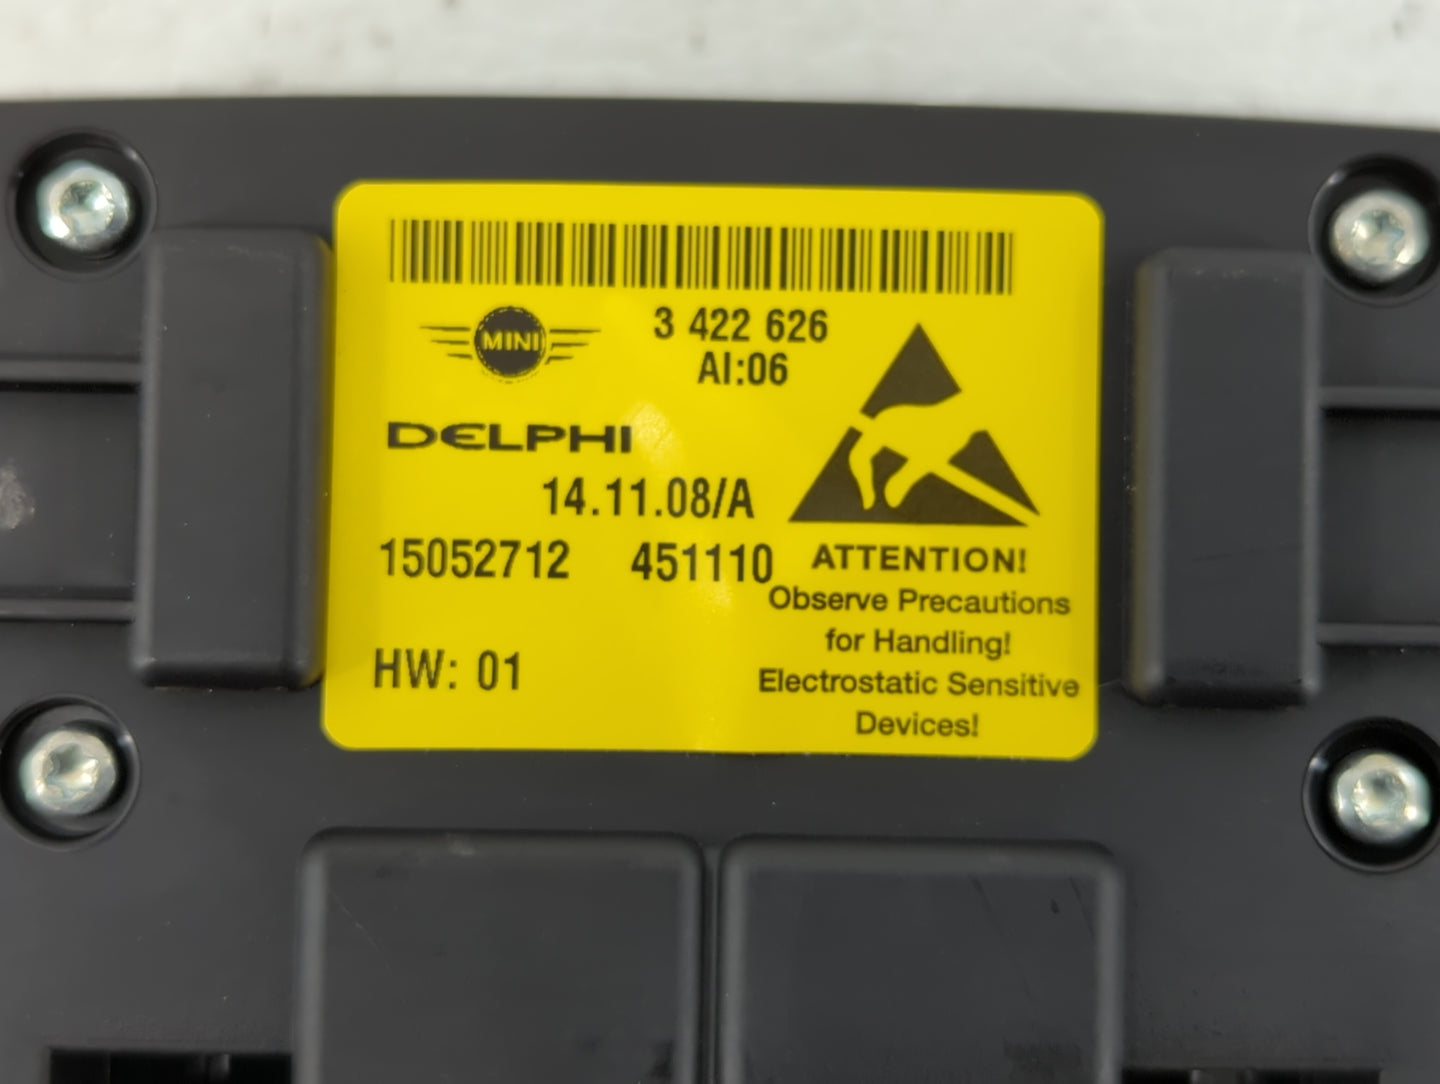 MINI
3 422 626
AI:06
DELPHI
14.11.08/A
15052712 451110
HW: 01
ATTENTION!
Observe Precautions
for Handling!
Electrostatic Sensitive
Devices!